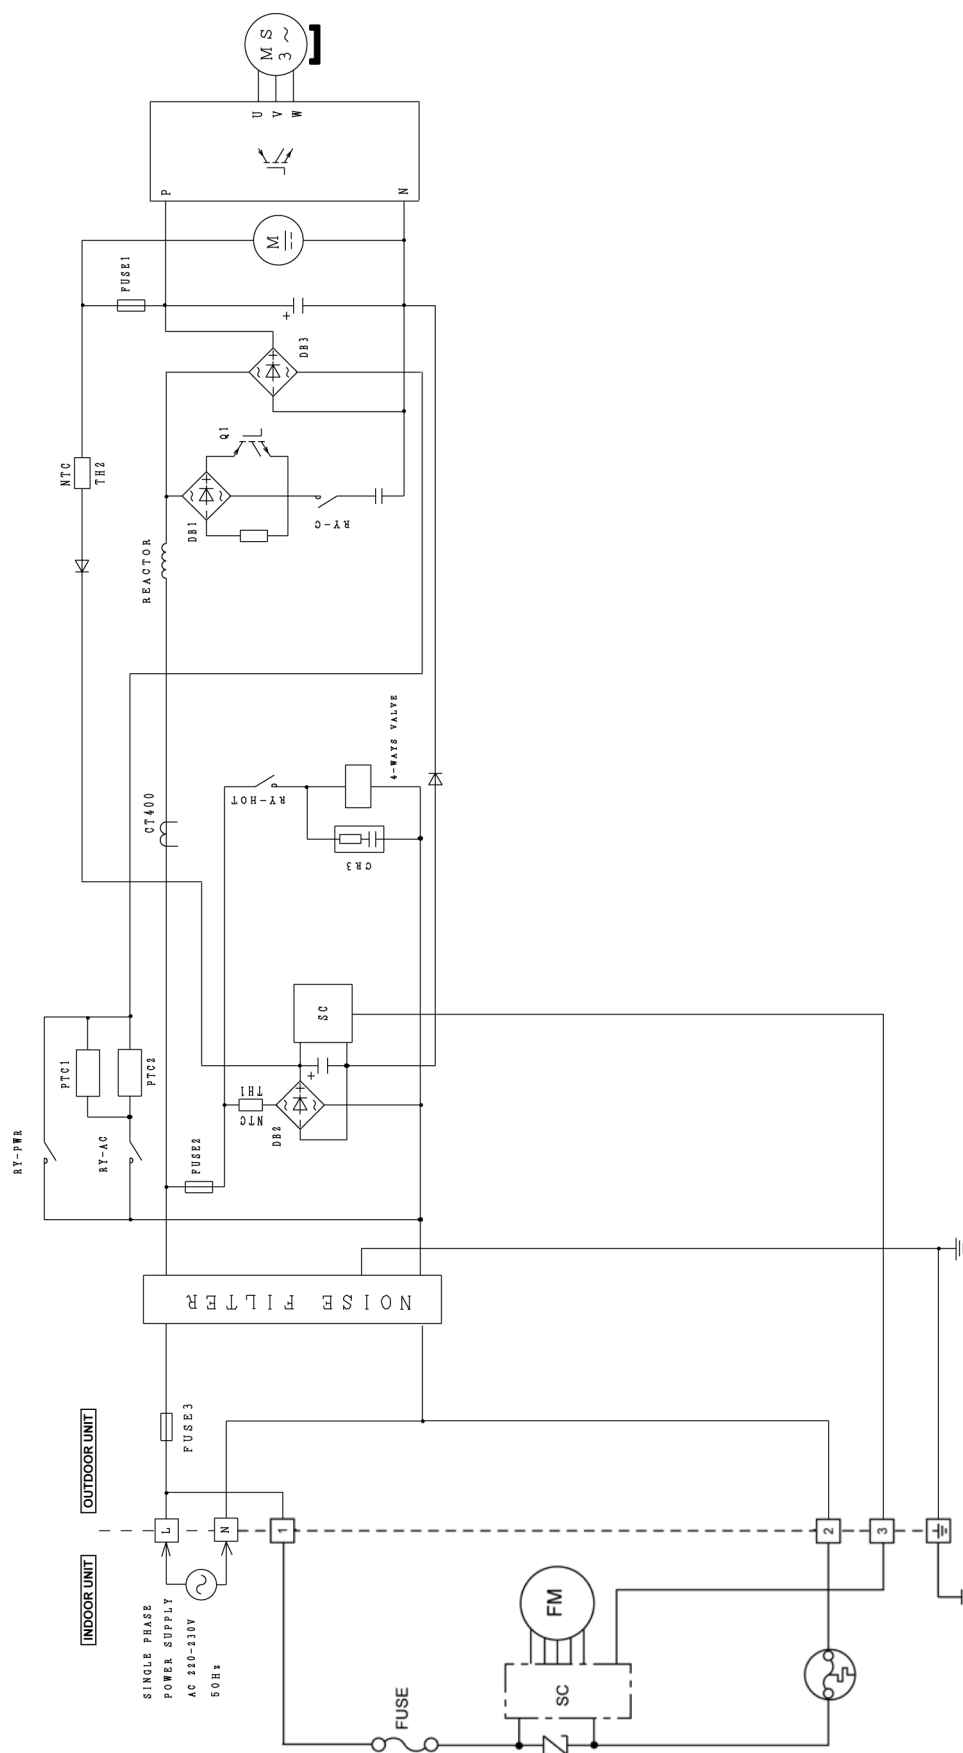 M S
3 ~
U
V
W
P
N
M
FUSE1
+
DB3
Q1
NTC
TH2
DB1
RY-C
REACTOR
4-WAYS VALVE
RY-HOT
CT400
CR3
SC
PTC1
PTC2
+
NTC
TH1
DB2
RY-PWR
RY-AC
FUSE2
NOISE FILTER
FUSE3
OUTDOOR UNIT
L
N
1
2
3
INDOOR UNIT
SINGLE PHASE
POWER SUPPLY
AC 220-230V
50Hz
FM
SC
FUSE